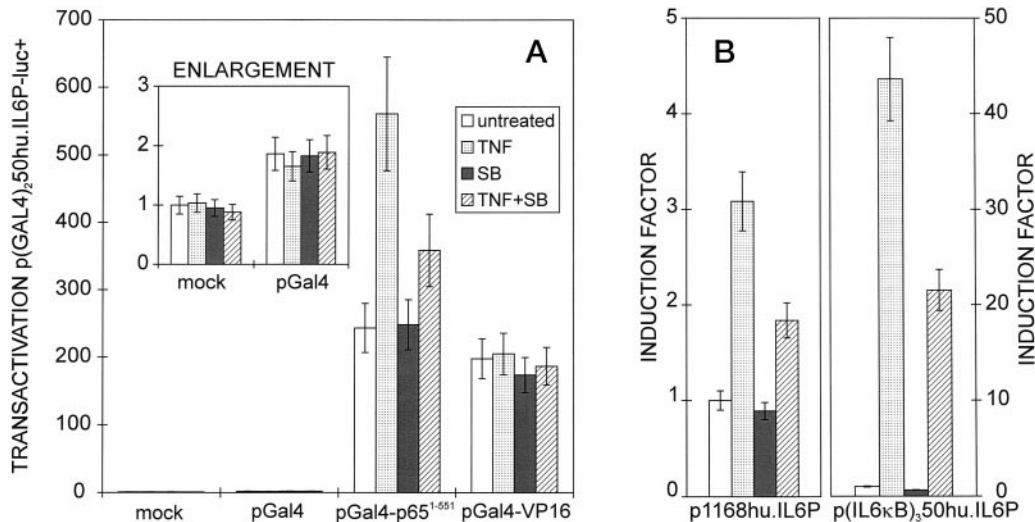 A
TRANSACTIVATION p(GAL4)₂50hu.IL6P-luc+
700
600
500
400
300
200
100
0
ENLARGEMENT
3
2
1
0
mock pGal4
untreated
TNF
SB
TNF+SB
mock pGal4 pGal4-p65¹⁻⁵⁵¹ pGal4-VP16
B
INDUCTION FACTOR
5
4
3
2
1
0
p1168hu.IL6P
50
40
30
20
10
0
INDUCTION FACTOR
p(IL6κB)₃50hu.IL6P